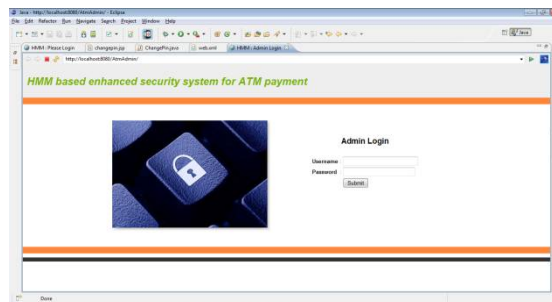 Java - http://localhost:8080/AtmAdmin/ - Eclipse
File Edit Refactor Run Navigate Search Project Window Help
Java
HMM : Please Login changepin.jsp ChangePin.java web.xml HMM : Admin Login
http://localhost:8080/AtmAdmin/
HMM based enhanced security system for ATM payment
Admin Login
Username
Password
Submit
Done